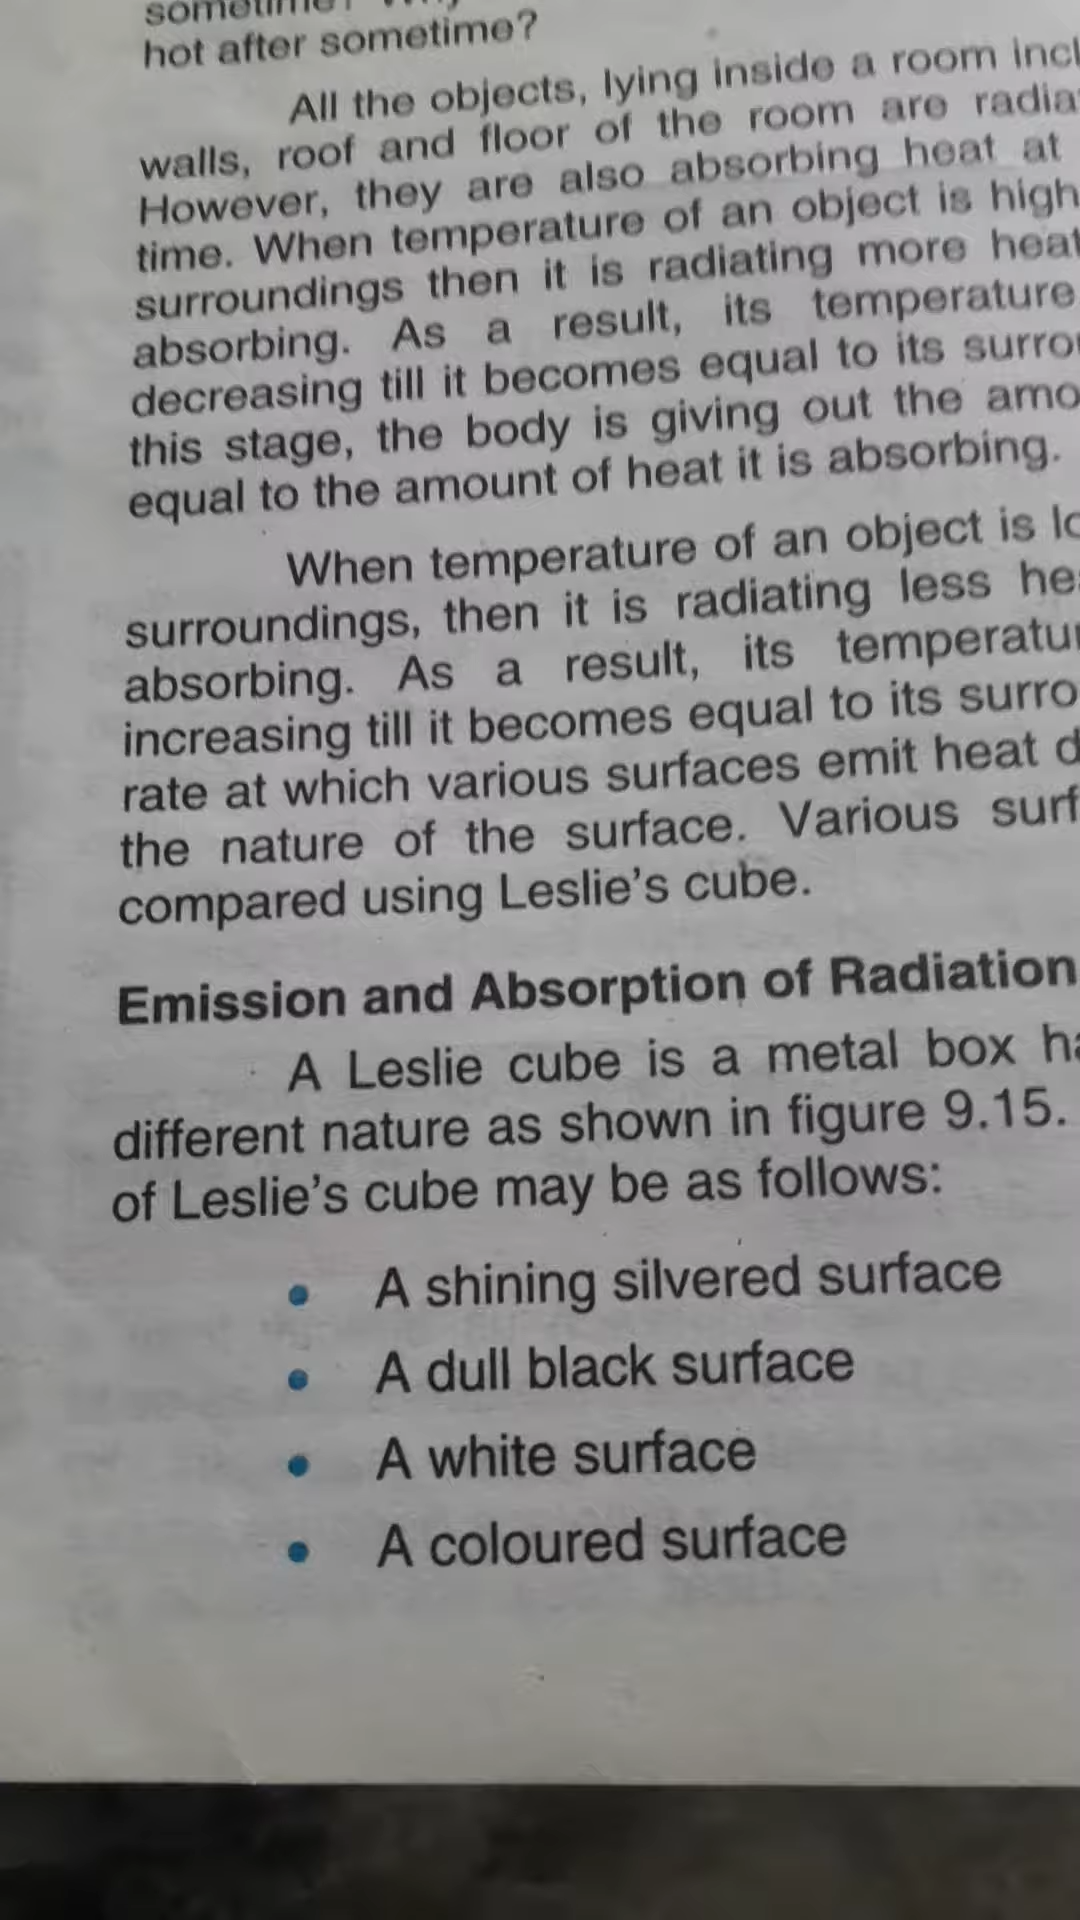 hot after sometime?
All the objects, lying inside a room
walls, roof and floor of the room are
However, they are also absorbing heat at
time. When temperature of an object is high
surroundings then it is radiating more heat
absorbing. As a result, its temperature
decreasing till it becomes equal to its
this stage, the body is giving out the
equal to the amount of heat it is absorbing.
When temperature of an object is
surroundings, then it is radiating less
absorbing. As a result, its
increasing till it becomes equal to its
rate at which various surfaces emit heat
the nature of the surface. Various
compared using Leslie's cube.
Emission and Absorption of Radiation
A Leslie cube is a metal box
different nature as shown in figure 9.15.
of Leslie's cube may be as follows:
• A shining silvered surface
• A dull black surface
• A white surface
• A coloured surface